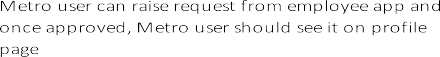 Metro user can raise request from employee app and
once approved, Metro user should see it on profile
page